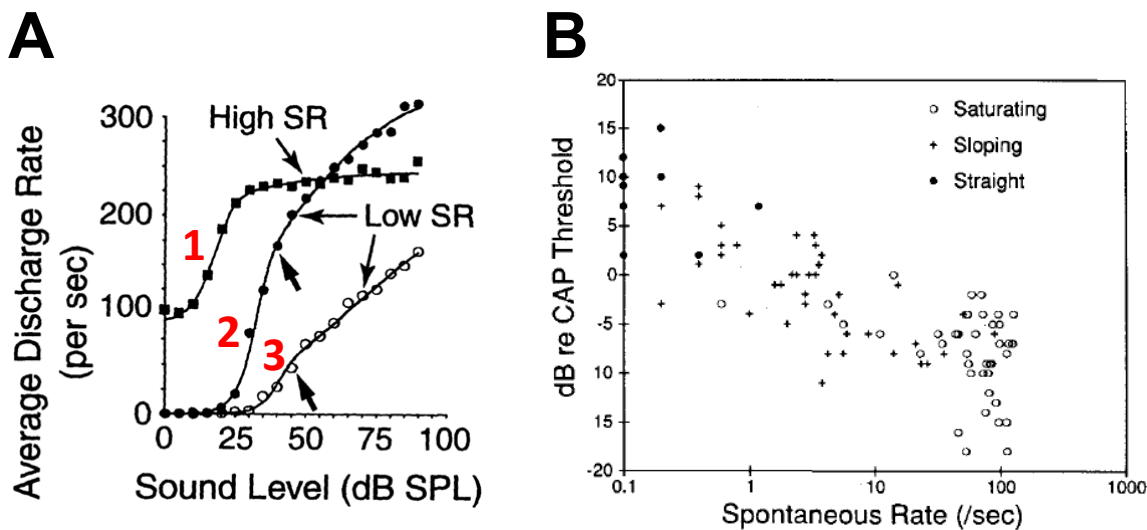 A
B
300
200
100
0
Average Discharge Rate
(per sec)
High SR
Low SR
1
2
3
0
25
50
75
100
Sound Level (dB SPL)
20
15
10
5
0
-5
-10
15
-20
dB re CAP Threshold
Saturating
Sloping
Straight
0.1
1
10
100
1000
Spontaneous Rate (/sec)